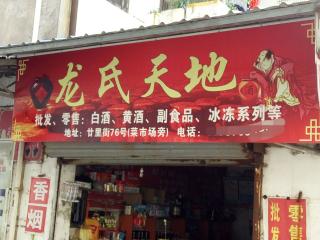 龙氏天地
批发、零售：白酒、黄酒、副食品、冰冻系列等
地址：廿里街76号(菜市场旁) 电话：
香烟
批发
零售